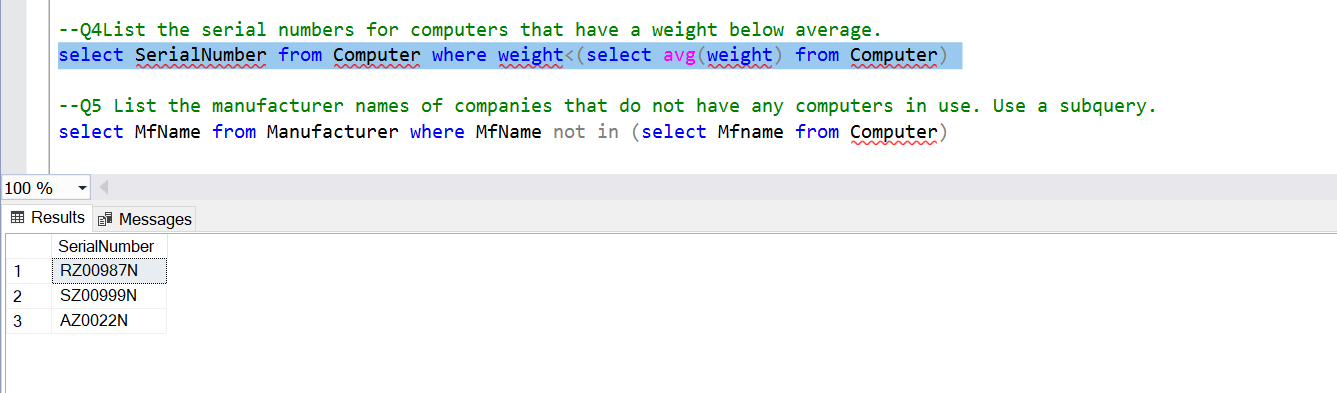 --Q4List the serial numbers for computers that have a weight below average.
select SerialNumber from Computer where weight<(select avg(weight) from Computer)
--Q5 List the manufacturer names of companies that do not have any computers in use. Use a subquery.
select MfName from Manufacturer where MfName not in (select Mfname from Computer)
100 %
Results Messages
SerialNumber
1 RZ00987N
2 SZ00999N
3 AZ0022N